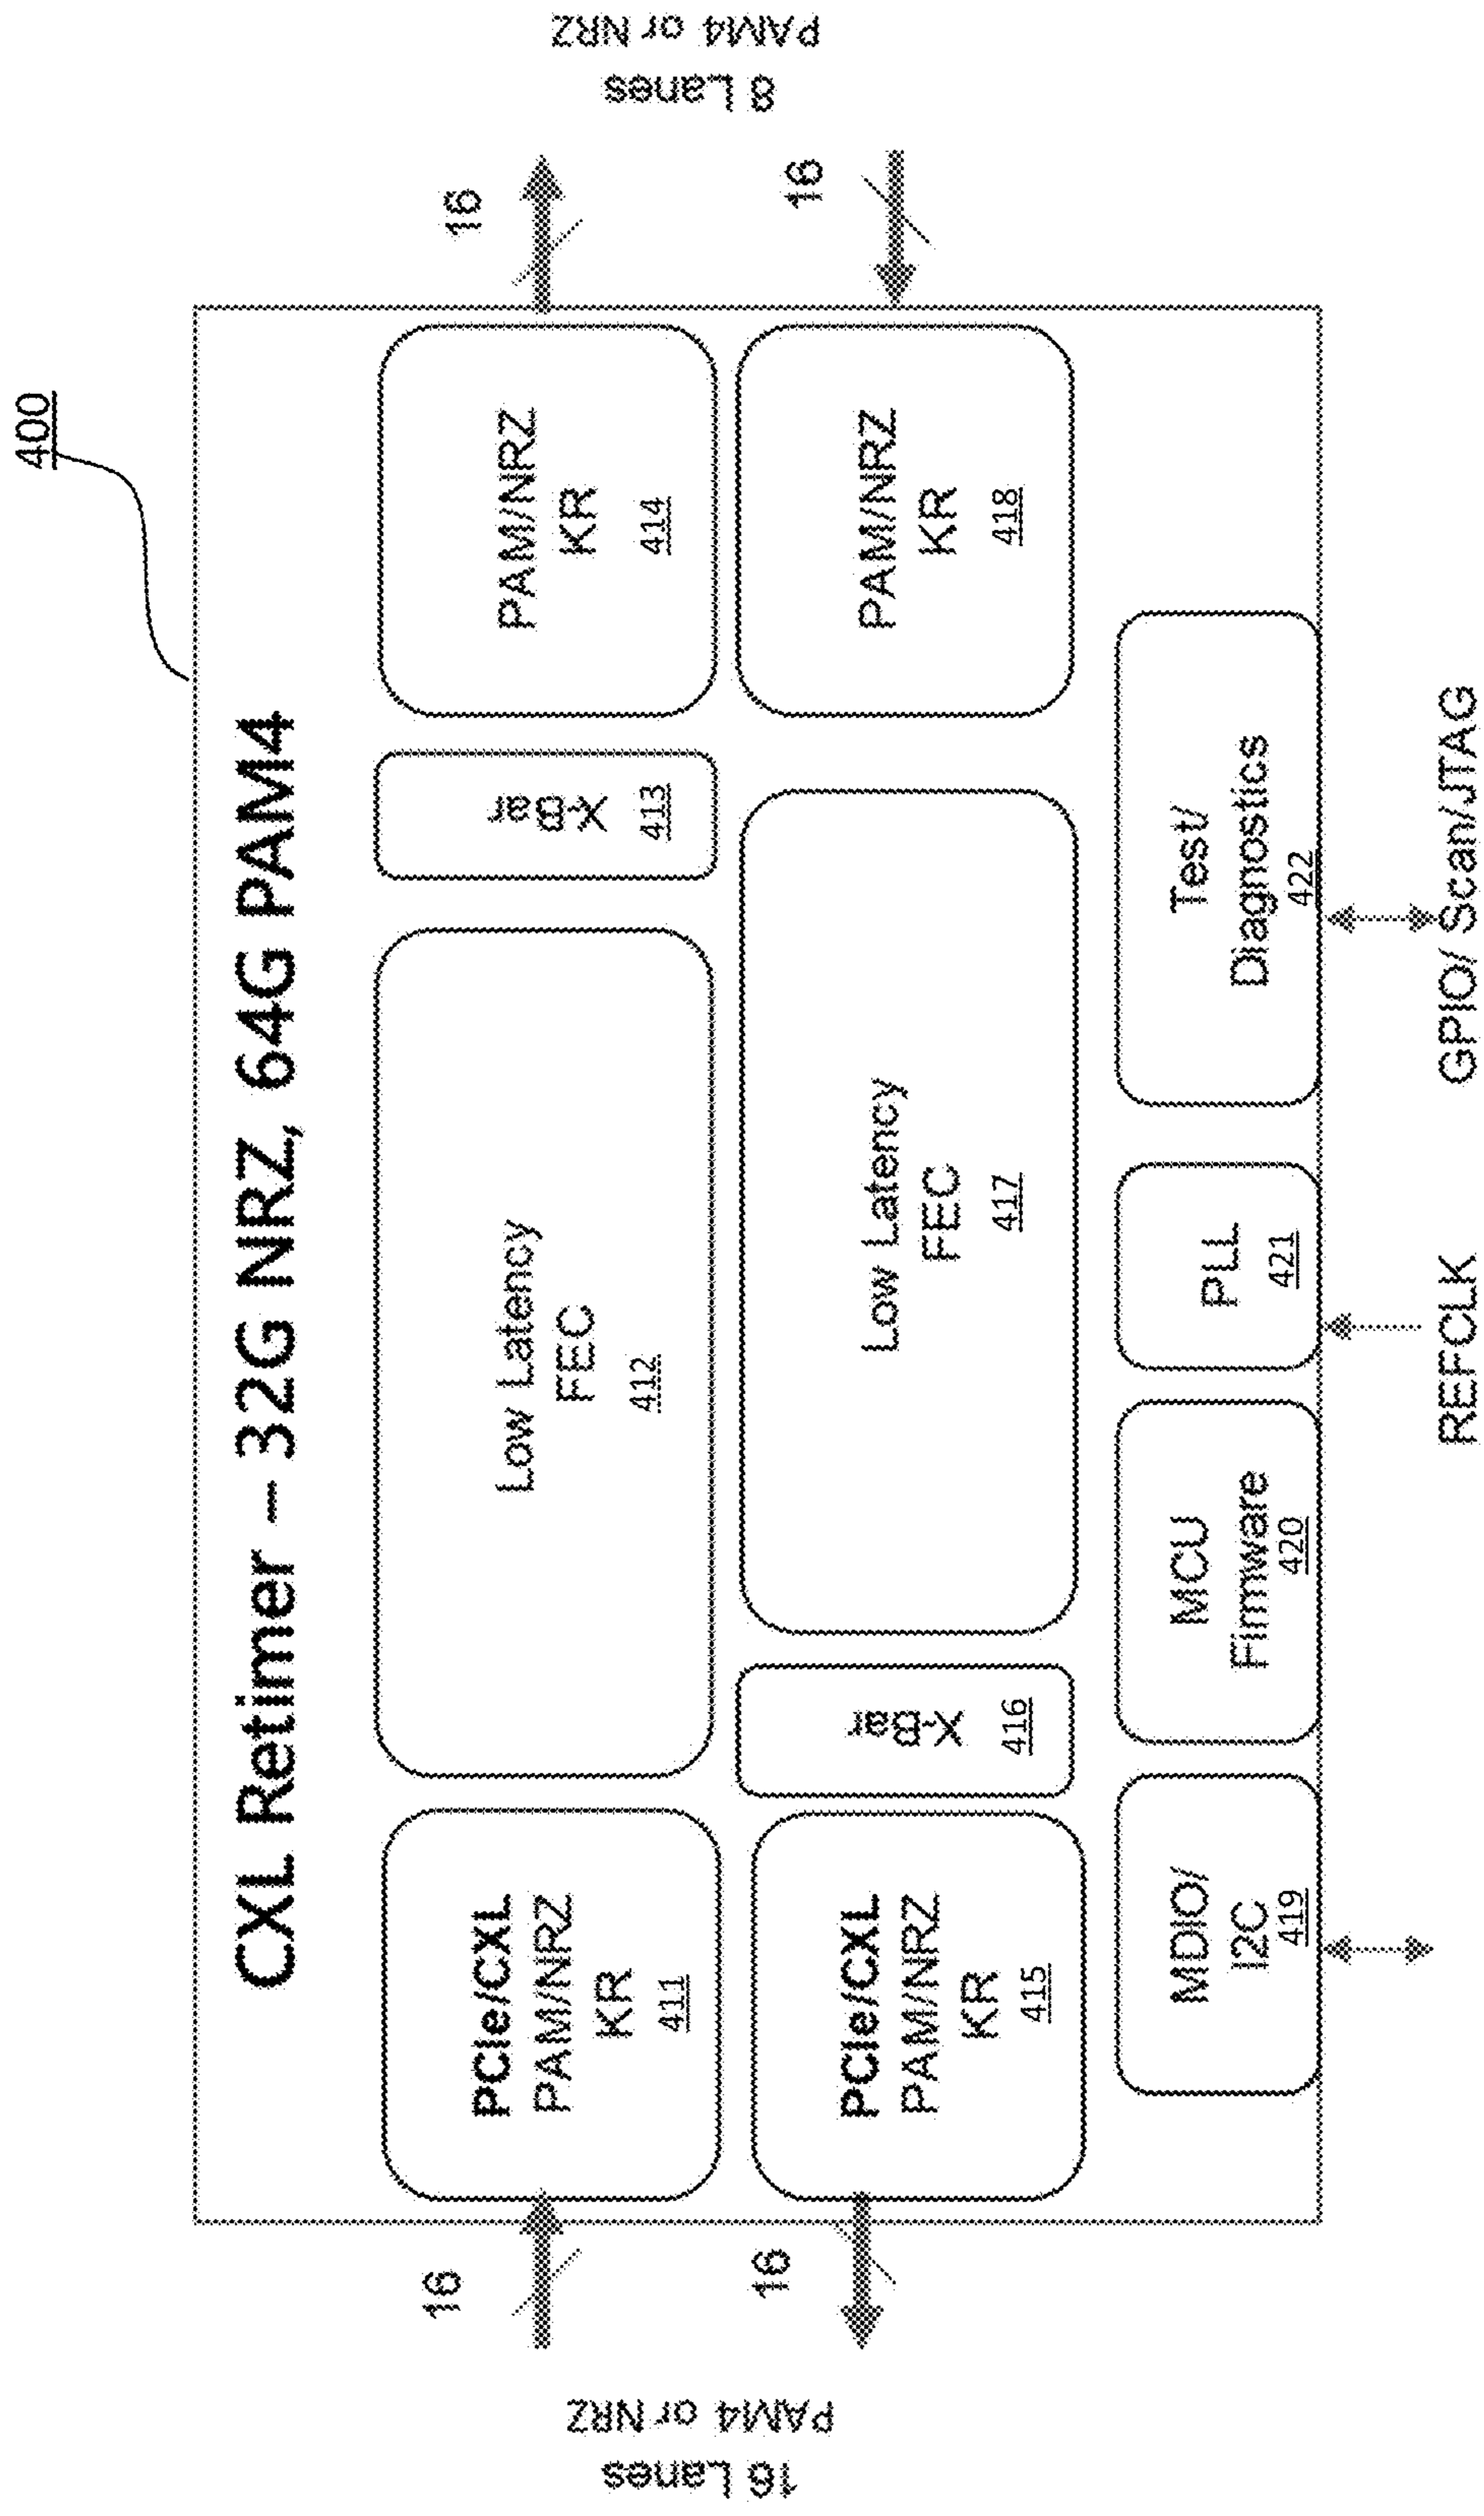 400
CXL Retimer – 32G NRZ, 64G PAM4
16 Lanes
PAM4 or NRZ
16
16
PCIe/CXL
PAM/NRZ
KR
411
Low Latency
FEC
412
X-Bar
413
PAM/NRZ
KR
414
16
16
8 Lanes
PAM4 or NRZ
PCIe/CXL
PAM/NRZ
KR
415
X-Bar
416
Low Latency
FEC
417
PAM/NRZ
KR
418
MDIO/
I2C
419
MCU
Firmware
420
PLL
421
Test/
Diagnostics
422
REFCLK
GPIO/ Scan/JTAG